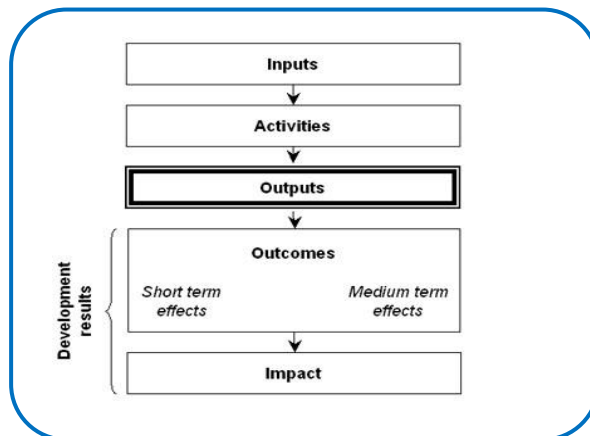 Inputs
Activities
Outputs
Outcomes
Short term
effects
Medium term
effects
Development
results
Impact